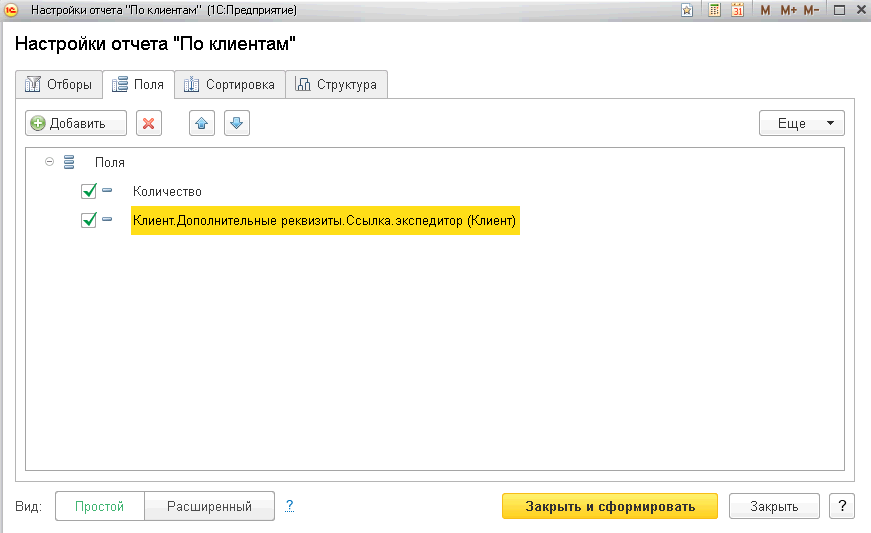 Настройки отчета "По клиентам" (1С:Предприятие)
31 M M+ M-
Настройки отчета "По клиентам"
Отборы Поля Сортировка Структура
Добавить Еще
Поля
Количество
Клиент.Дополнительные реквизиты.Ссылка.экспедитор (Клиент)
Вид: Простой Расширенный ? Закрыть и сформировать Закрыть ?